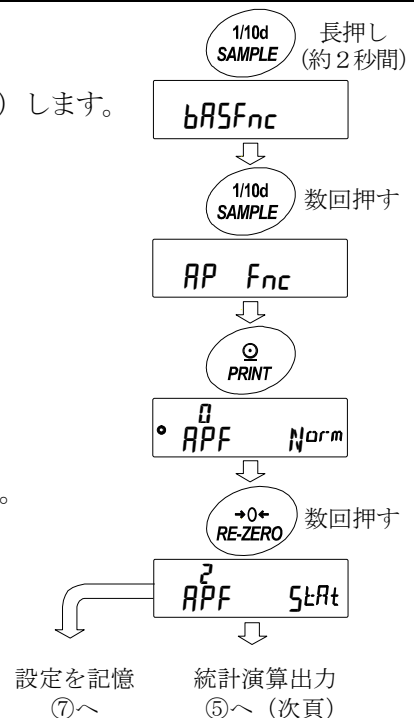 1/10d 長押し
SAMPLE (約２秒間)
）します。
bASFnc
1/10d
SAMPLE 数回押す
AP Fnc
PRINT
0
APF Norm
。
→0←
RE-ZERO 数回押す
2
APF StAt
設定を記憶 統計演算出力
⑦へ ⑤へ（次頁）